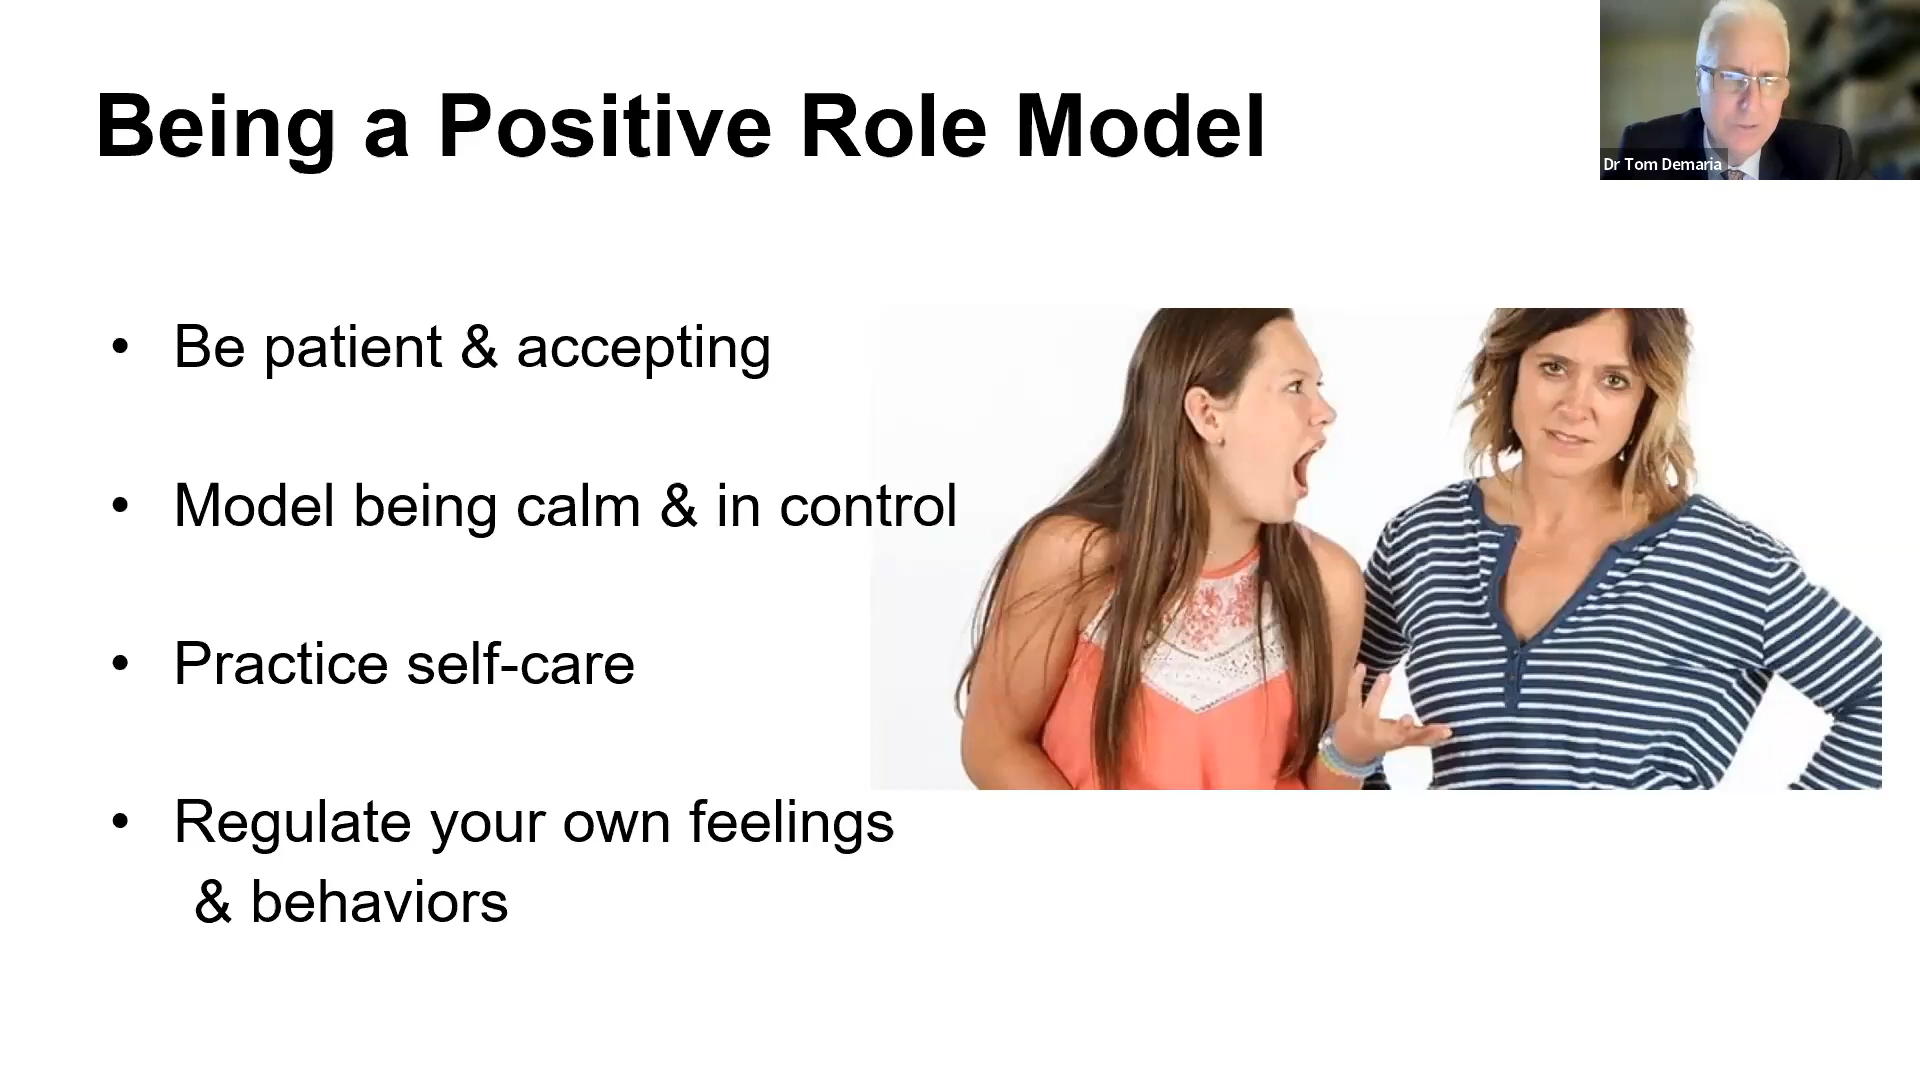 Being a Positive Role Model
Dr Tom Demaria
• Be patient & accepting
• Model being calm & in control
• Practice self-care
• Regulate your own feelings
& behaviors